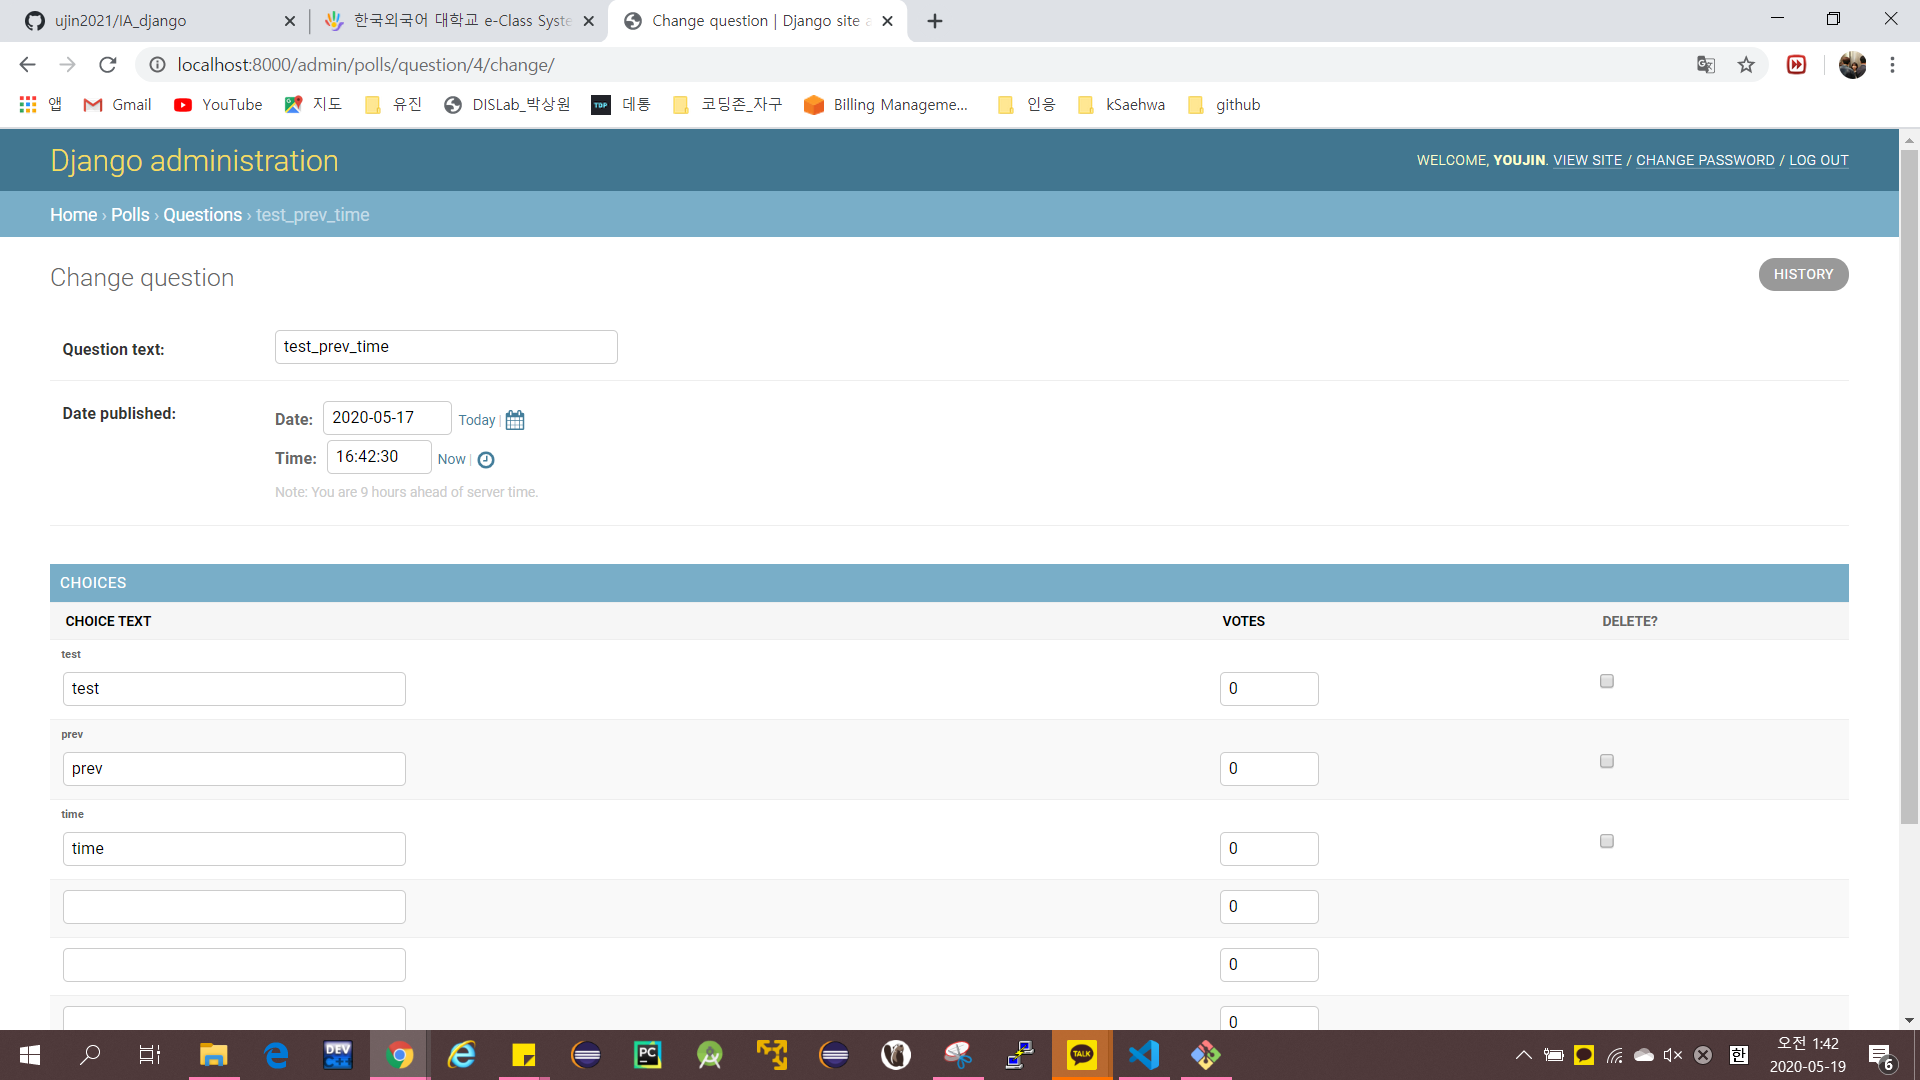 ujin2021/IA_django
한국외국어 대학교 e-Class Syste
Change question | Django site a
localhost:8000/admin/polls/question/4/change/
앱 Gmail YouTube 지도 유진 DISLab_박상원 TDP 데통 코딩존_자구 Billing Manageme... 인응 kSaehwa github
Django administration
WELCOME, YOUJIN. VIEW SITE / CHANGE PASSWORD / LOG OUT
Home › Polls › Questions › test_prev_time
Change question
HISTORY
Question text:
test_prev_time
Date published:
Date: 2020-05-17 Today |
Time: 16:42:30 Now |
Note: You are 9 hours ahead of server time.
CHOICES
CHOICE TEXT VOTES DELETE?
test
test 0
prev
prev 0
time
time 0
0
0
0
DEV C++
PC
TALK
한
오전 1:42
2020-05-19
6